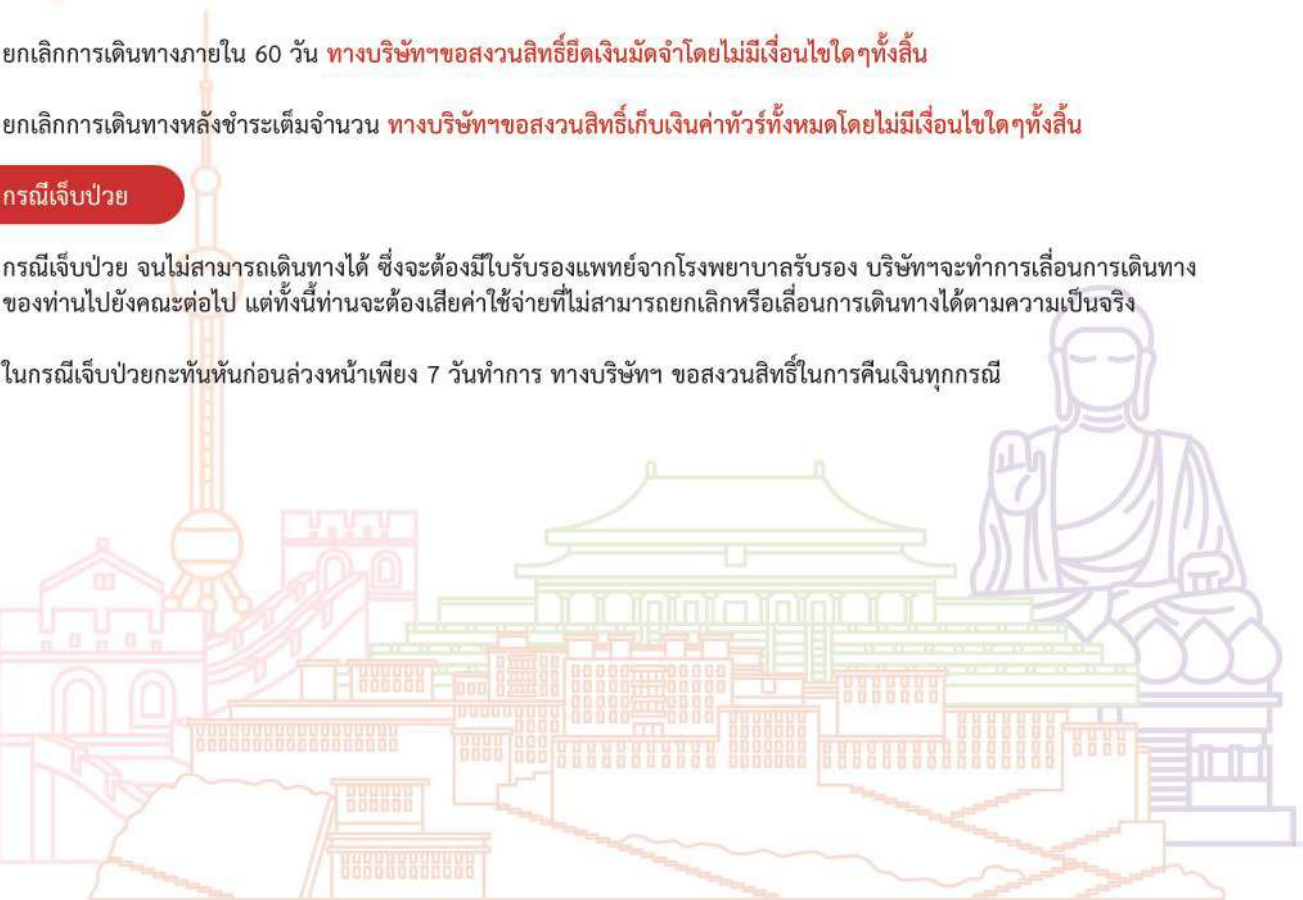 ยกเลิกการเดินทางภายใน 60 วัน ทางบริษัทฯขอสงวนสิทธิ์ยึดเงินมัดจำโดยไม่มีเงื่อนไขใดๆทั้งสิ้น
ยกเลิกการเดินทางหลังชำระเต็มจำนวน ทางบริษัทฯขอสงวนสิทธิ์เก็บเงินค่าทัวร์ทั้งหมดโดยไม่มีเงื่อนไขใดๆทั้งสิ้น
กรณีเจ็บป่วย
กรณีเจ็บป่วย จนไม่สามารถเดินทางได้ ซึ่งจะต้องมีใบรับรองแพทย์จากโรงพยาบาลรับรอง บริษัทฯจะทำการเลื่อนการเดินทาง
ของท่านไปยังคณะต่อไป แต่ทั้งนี้ท่านจะต้องเสียค่าใช้จ่ายที่ไม่สามารถยกเลิกหรือเลื่อนการเดินทางได้ตามความเป็นจริง
ในกรณีเจ็บป่วยกะทันหันก่อนล่วงหน้าเพียง 7 วันทำการ ทางบริษัทฯ ขอสงวนสิทธิ์ในการคืนเงินทุกกรณี